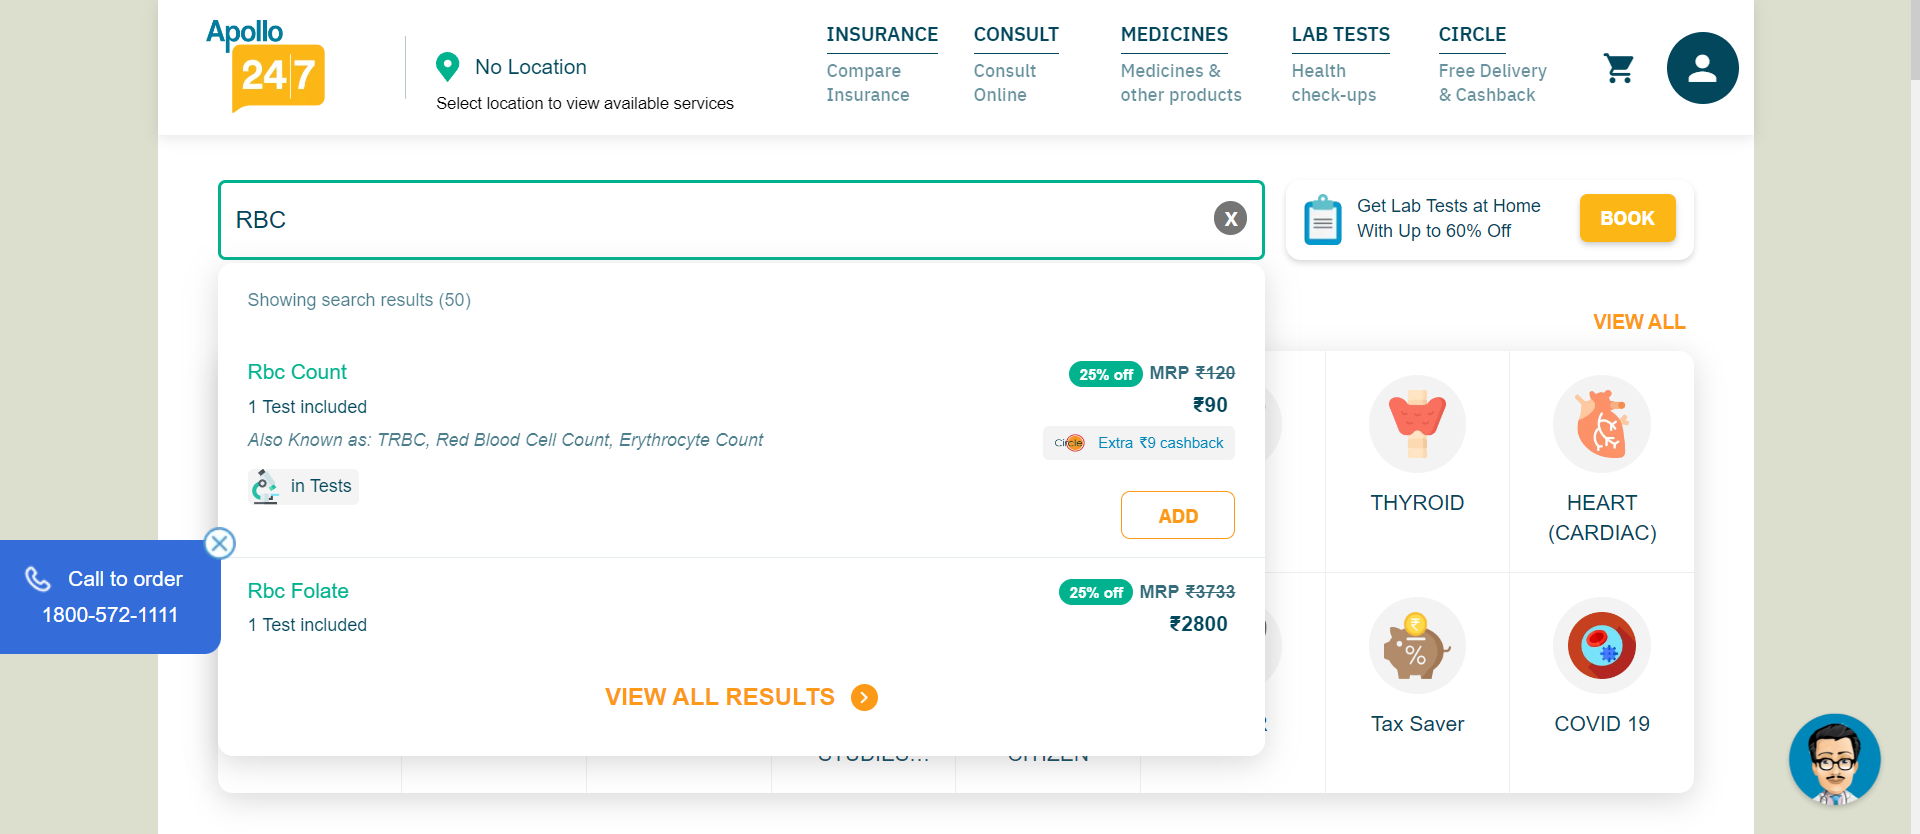 Apollo
24|7
No Location
Select location to view available services
INSURANCE
Compare
Insurance
CONSULT
Consult
Online
MEDICINES
Medicines &
other products
LAB TESTS
Health
check-ups
CIRCLE
Free Delivery
& Cashback
RBC
X
Get Lab Tests at Home
With Up to 60% Off
BOOK
Showing search results (50)
VIEW ALL
Rbc Count
25% off MRP ₹120
1 Test included
₹90
Also Known as: TRBC, Red Blood Cell Count, Erythrocyte Count
Circle Extra ₹9 cashback
in Tests
ADD
THYROID
HEART
(CARDIAC)
Call to order
1800-572-1111
Rbc Folate
25% off MRP ₹3733
1 Test included
₹2800
VIEW ALL RESULTS
Tax Saver
COVID 19
STUDIES...
CITIZEN